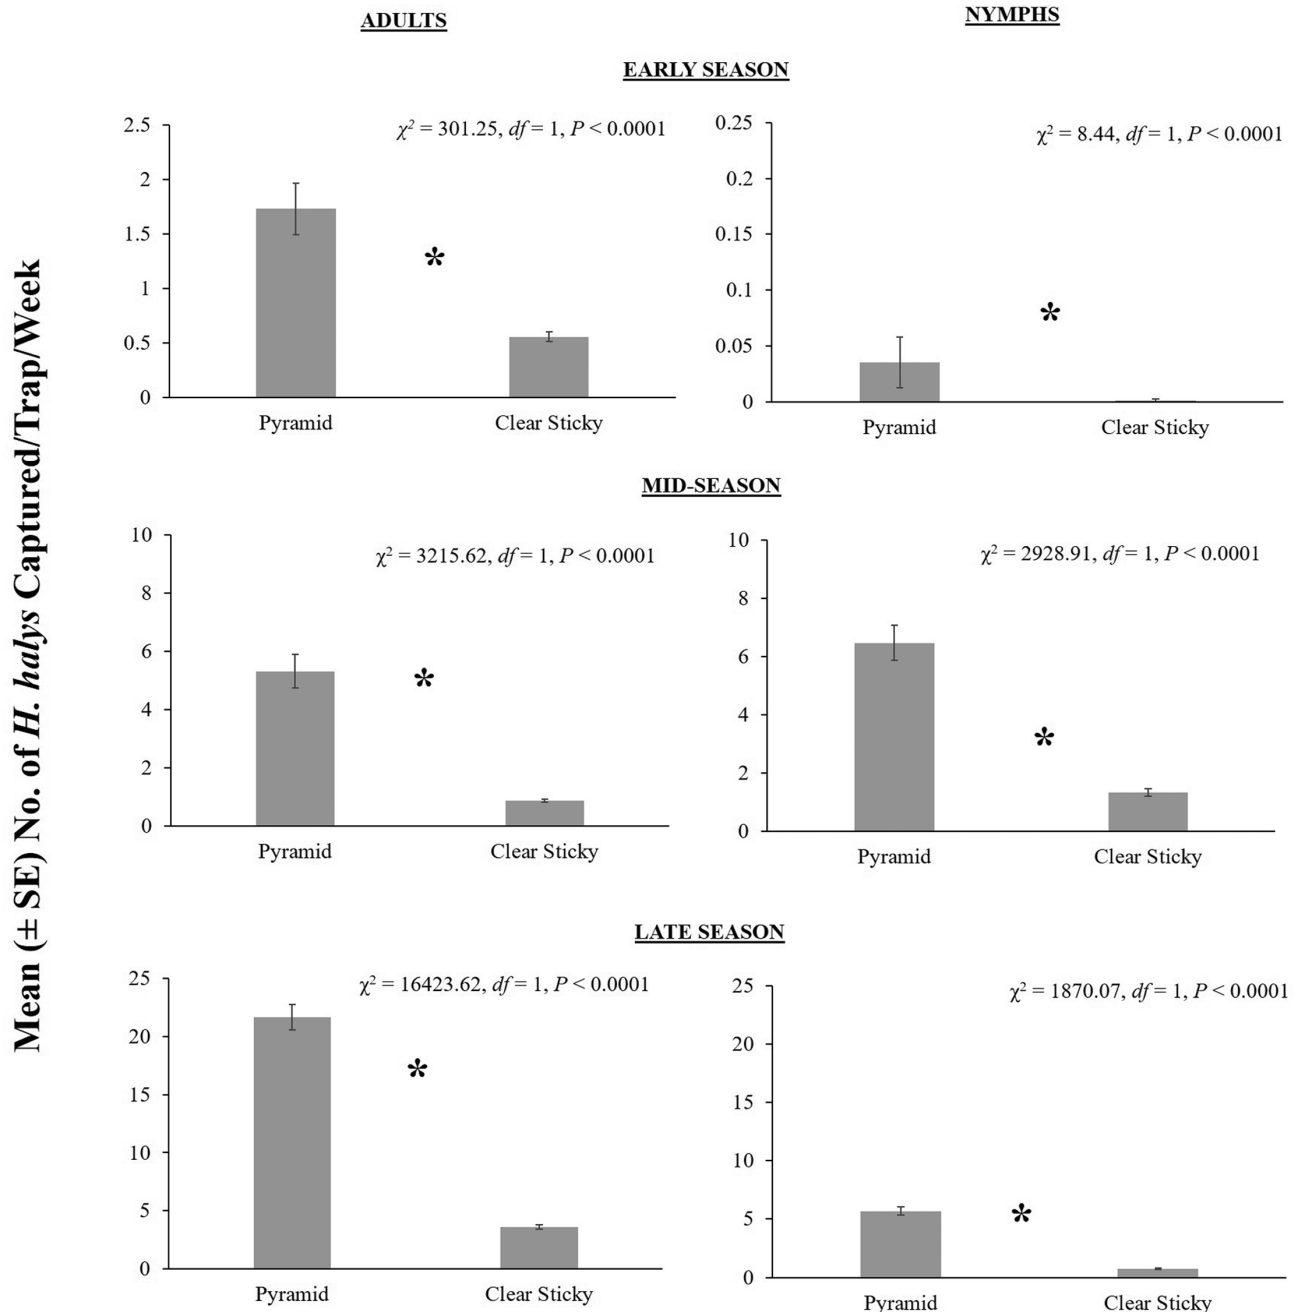 ADULTS
NYMPHS
EARLY SEASON
Mean (± SE) No. of H. halys Captured/Trap/Week
χ² = 301.25, df = 1, P < 0.0001
2.5
2
1.5
1
0.5
0
*
Pyramid
Clear Sticky
χ² = 8.44, df = 1, P < 0.0001
0.25
0.2
0.15
0.1
0.05
0
*
Pyramid
Clear Sticky
MID-SEASON
χ² = 3215.62, df = 1, P < 0.0001
10
8
6
4
2
0
*
Pyramid
Clear Sticky
χ² = 2928.91, df = 1, P < 0.0001
10
8
6
4
2
0
*
Pyramid
Clear Sticky
LATE SEASON
χ² = 16423.62, df = 1, P < 0.0001
25
20
15
10
5
0
*
Pyramid
Clear Sticky
χ² = 1870.07, df = 1, P < 0.0001
25
20
15
10
5
0
*
Pyramid
Clear Sticky